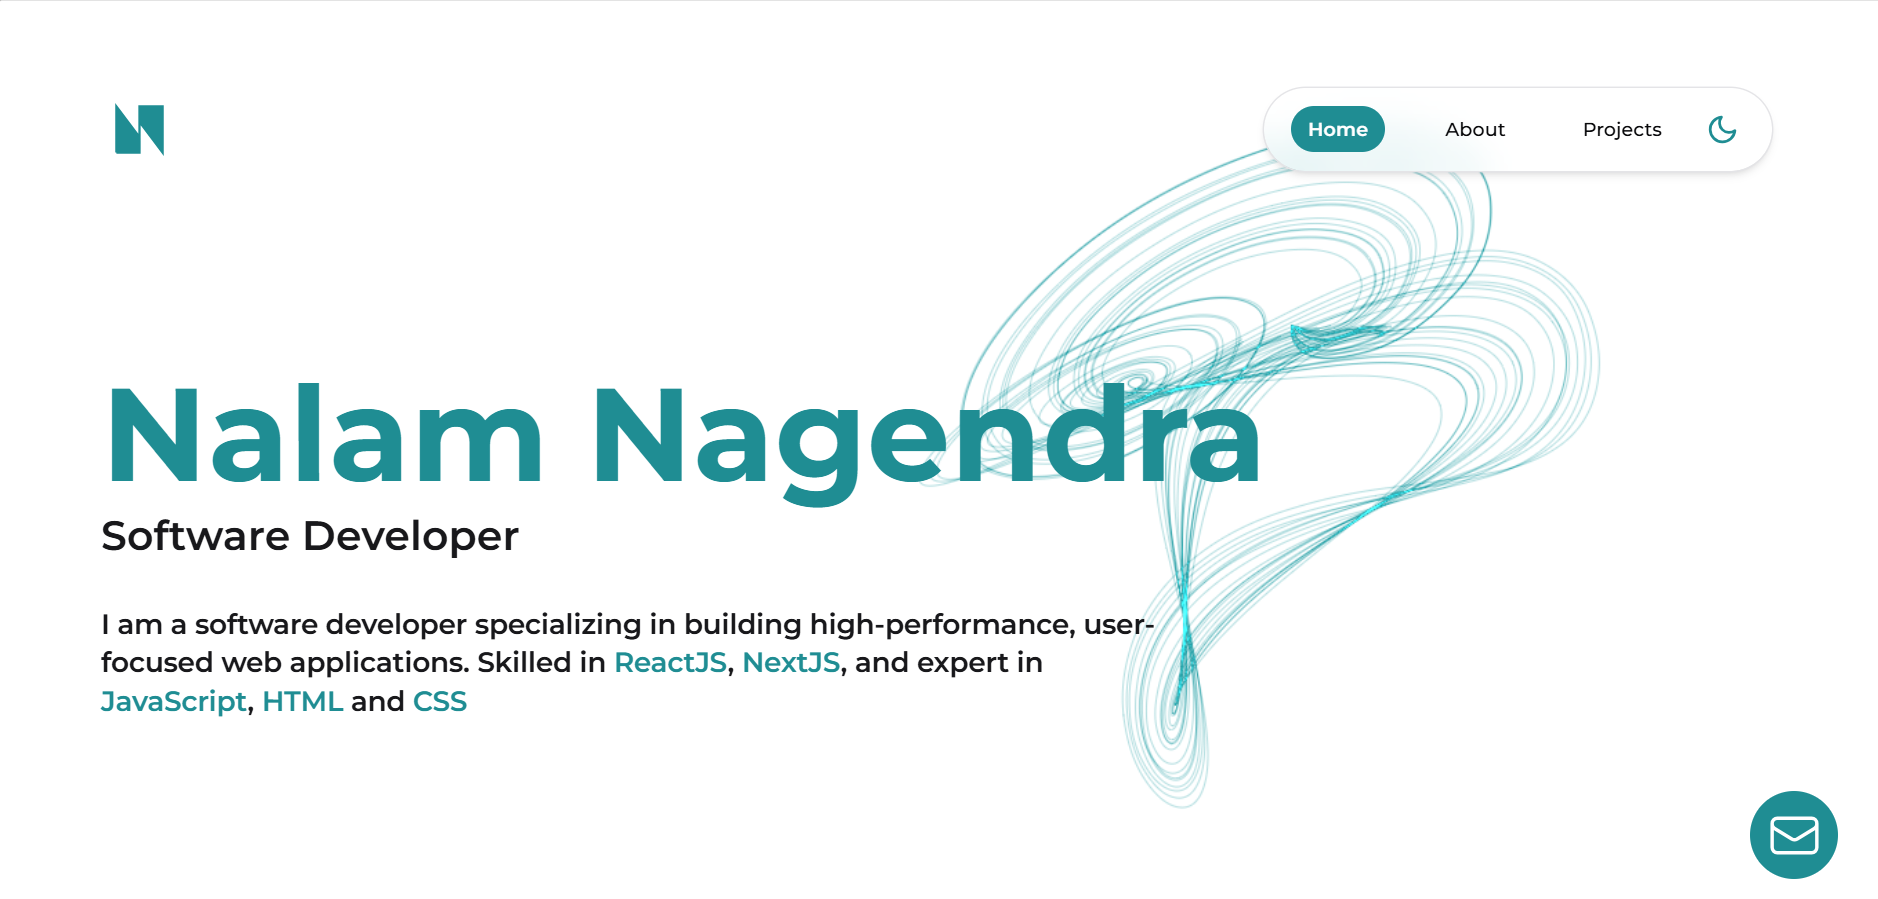 Home About Projects
Nalam Nagendra
Software Developer
I am a software developer specializing in building high-performance, user-
focused web applications. Skilled in ReactJS, NextJS, and expert in
JavaScript, HTML and CSS